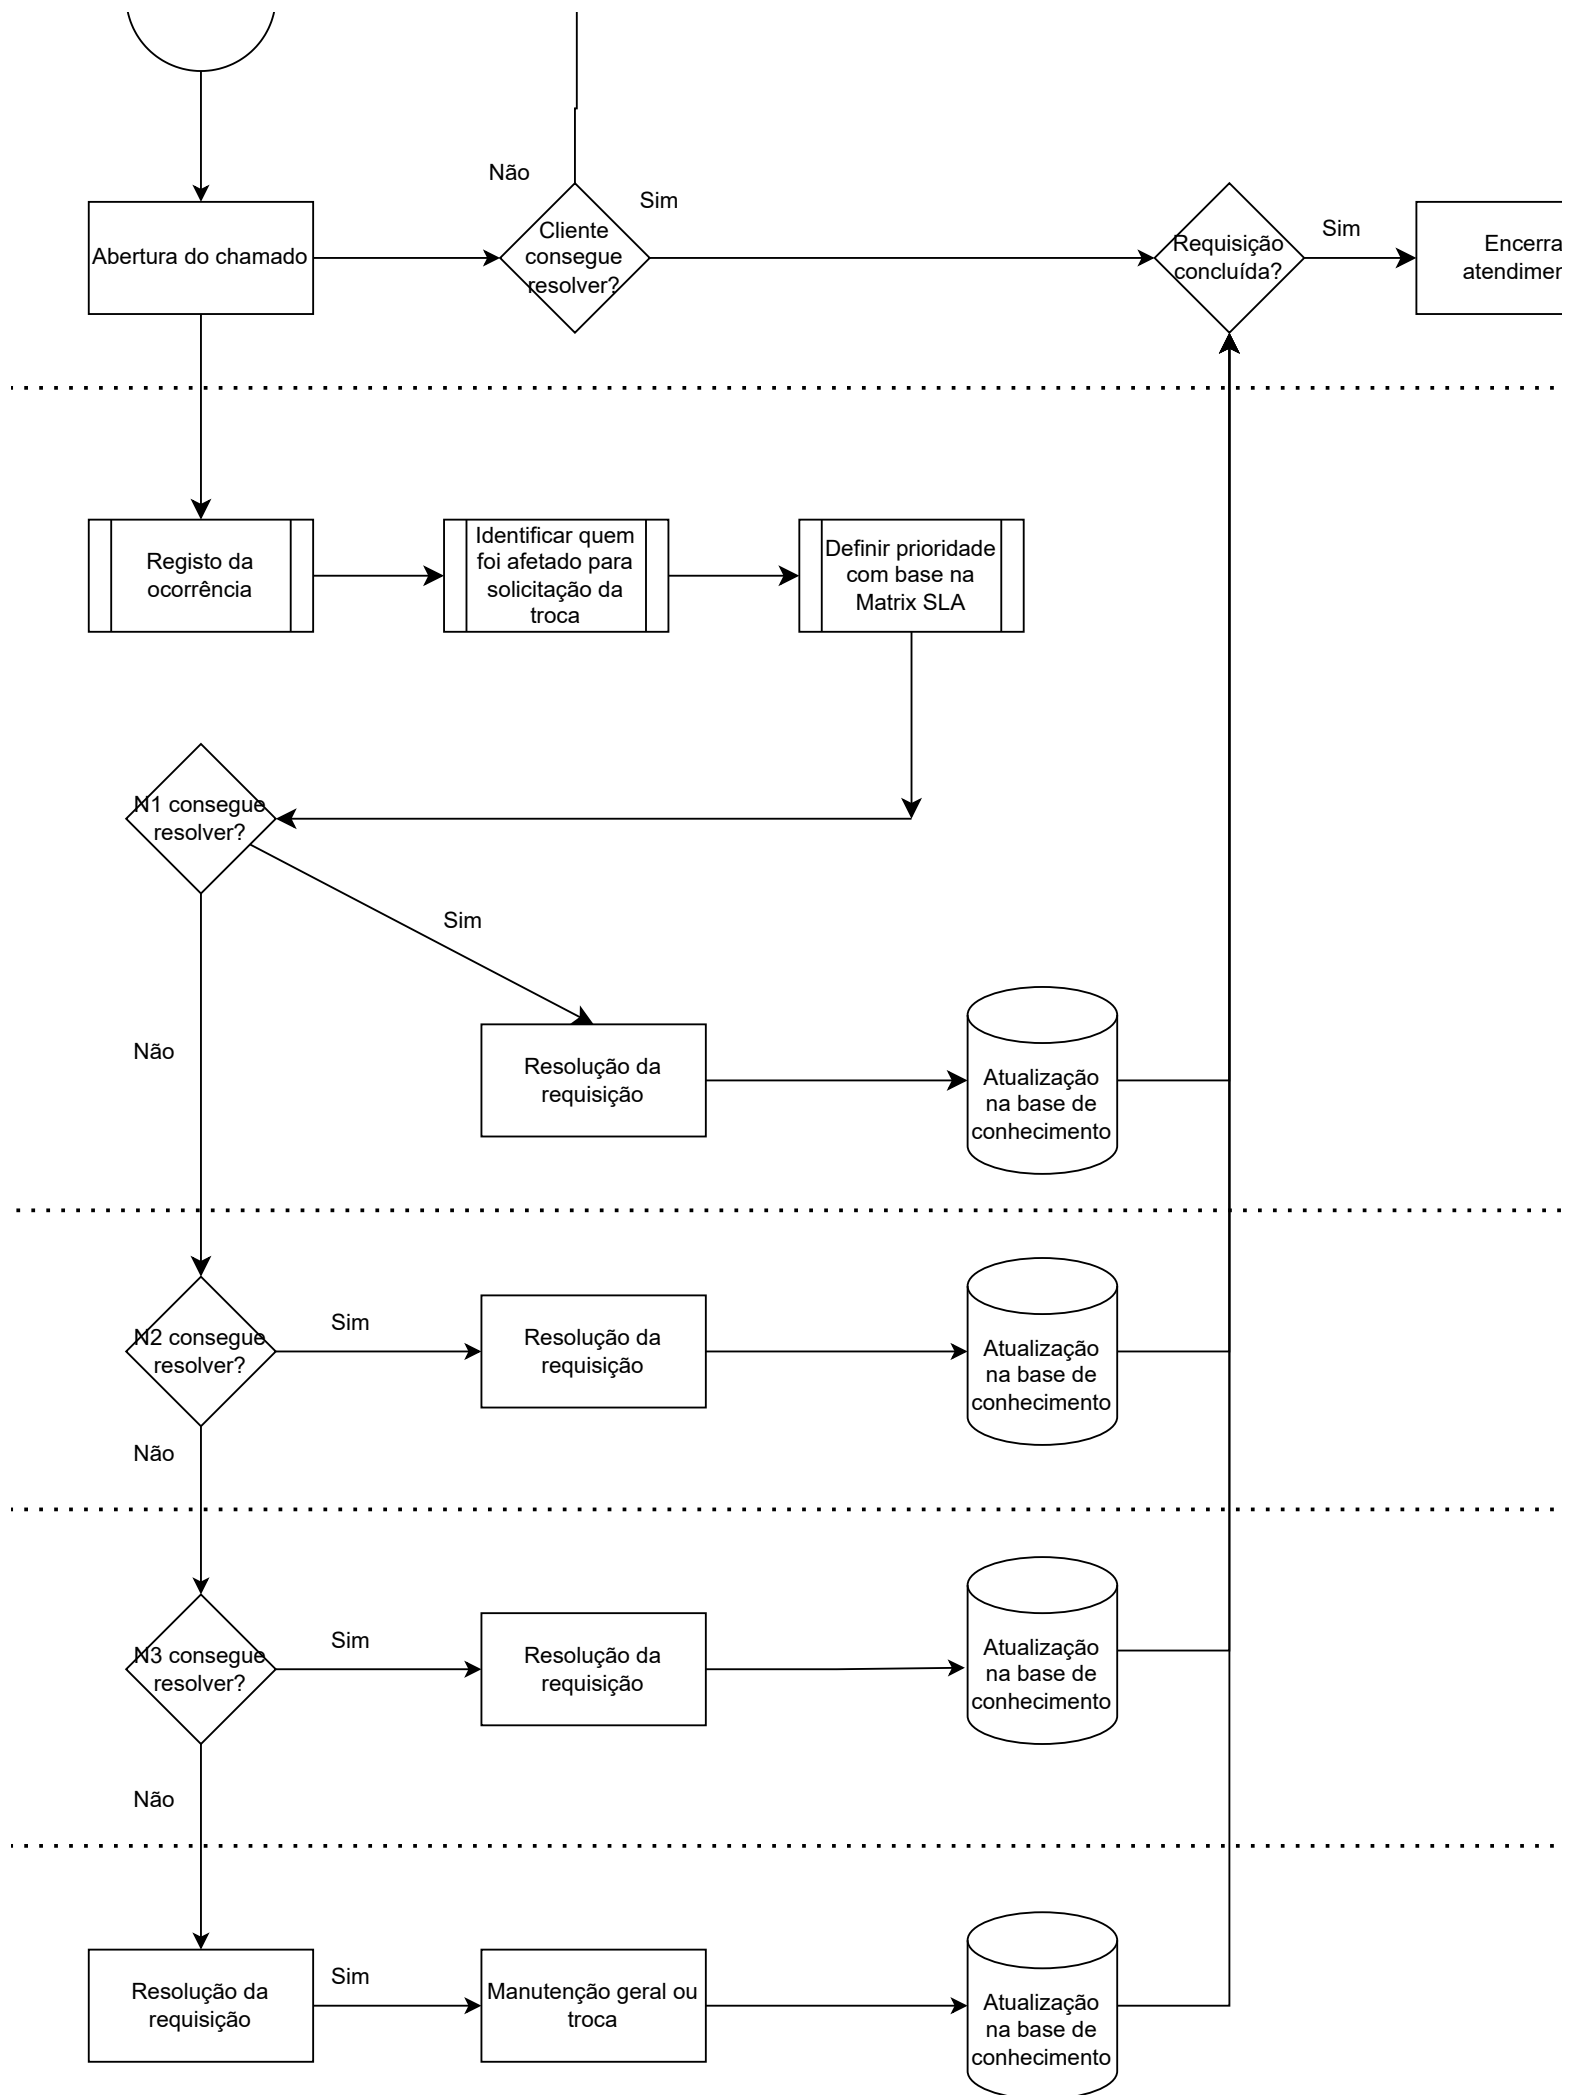 Não
Sim
Abertura do chamado
Cliente
consegue
resolver?
Requisição
concluída?
Sim
Encerra
atendimer
Registo da
ocorrência
Identificar quem
foi afetado para
solicitação da
troca
Definir prioridade
com base na
Matrix SLA
N1 consegue
resolver?
Sim
Não
Resolução da
requisição
Atualização
na base de
conhecimento
N2 consegue
resolver?
Sim
Resolução da
requisição
Atualização
na base de
conhecimento
Não
N3 consegue
resolver?
Sim
Resolução da
requisição
Atualização
na base de
conhecimento
Não
Resolução da
requisição
Sim
Manutenção geral ou
troca
Atualização
na base de
conhecimento